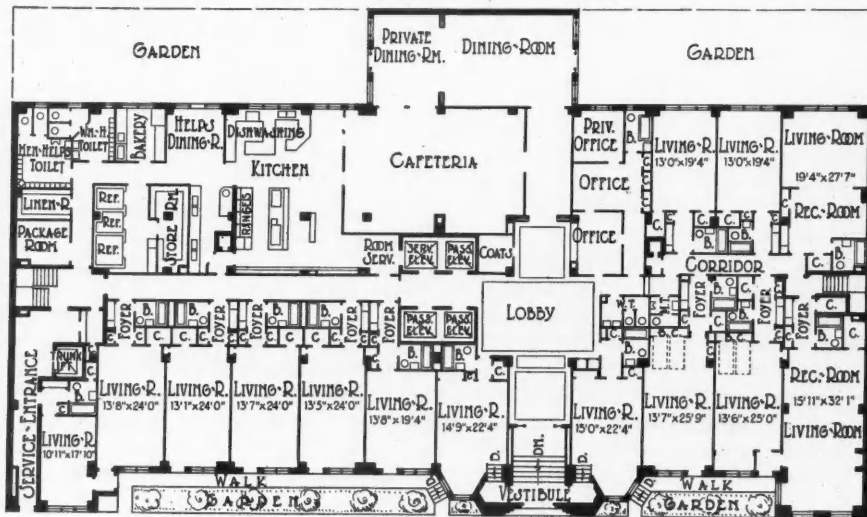 GARDEN
PRIVATE
DINING-RM.
DINING-ROOM
GARDEN
MEN-HELPS
TOILET
WM.-H.
TOILET
BAKERY
HELPS
DINING-R.
DISHWASHING
KITCHEN
CAFETERIA
PRIV.
OFFICE
B.
LIVING-R.
13'0"x19'4"
LIVING-R.
13'0"x19'4"
LIVING-ROOM
19'4"x27'7"
OFFICE
C.
C.
C.
LINEN-R.
REF.
REF.
REF.
STORE RM.
RANGES
REC.-ROOM
PACKAGE
ROOM
ROOM
SERV.
SERV.
ELEV.
PASS.
ELEV.
COATS
OFFICE
C.
C.
C.
C.
B.
B.
B.
CORRIDOR
LOBBY
FOYER
B.
B.
FOYER
B.
B.
FOYER
B.
B.
FOYER
PASS.
ELEV.
PASS.
ELEV.
W.T.
M.T.
FOYER
B.
C.
B.
FOYER
FOYER
B.
C.
C.
C.
C.
C.
C.
C.
SERVICE-ENTRANCE
TRUNK
LIFT
C.
B.
C.
B.
B.
C.
C.
B.
LIVING-R.
13'8"x24'0"
LIVING-R.
13'1"x24'0"
LIVING-R.
13'7"x24'0"
LIVING-R.
13'5"x24'0"
LIVING-R.
13'8"x19'4"
LIVING-R.
14'9"x22'4"
LIVING-R.
15'0"x22'4"
LIVING-R.
13'7"x25'9"
LIVING-R.
13'6"x25'0"
REC.-ROOM
15'11"x32'1"
LIVING-ROOM
LIVING-R.
10'11"x17'10"
D.
DN.
D.
WALK
GARDEN
VESTIBULE
WALK
GARDEN